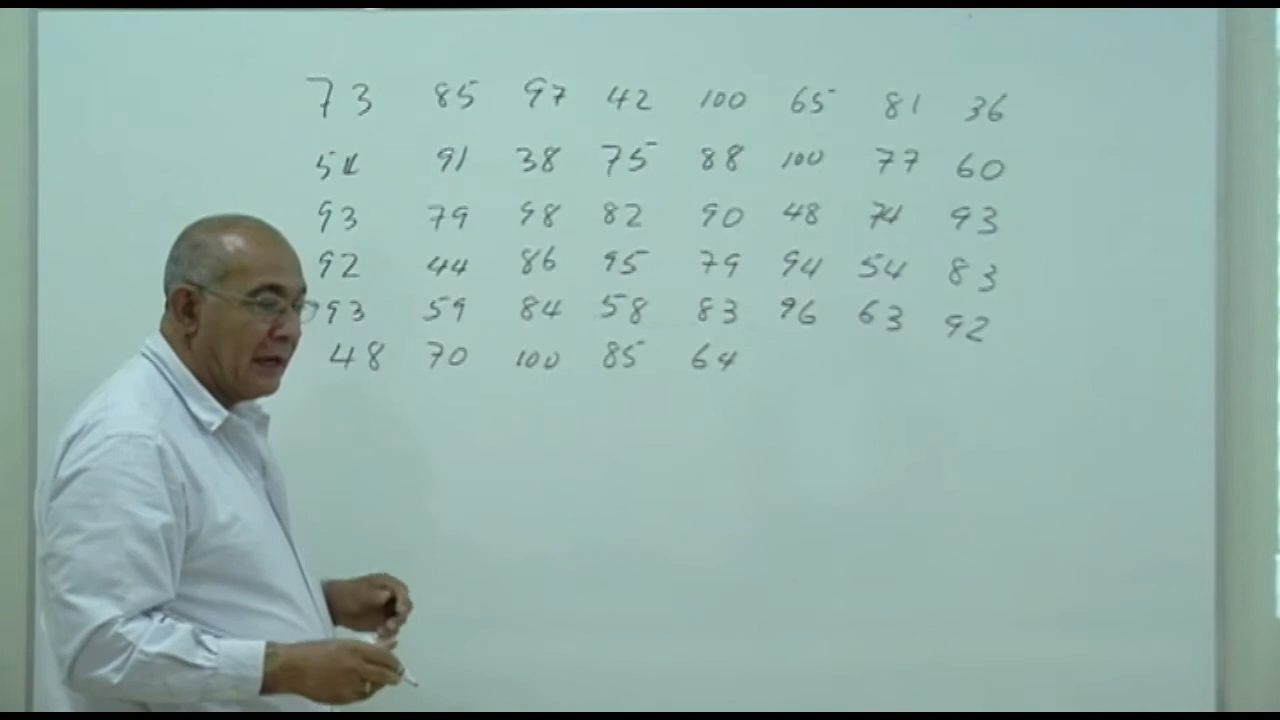 73 85 97 42 100 65 81 36
91 38 75 88 100 77 60
93 79 98 82 90 48 74 93
92 44 86 95 79 94 54 83
93 59 84 58 83 96 63 92
48 70 100 85 64